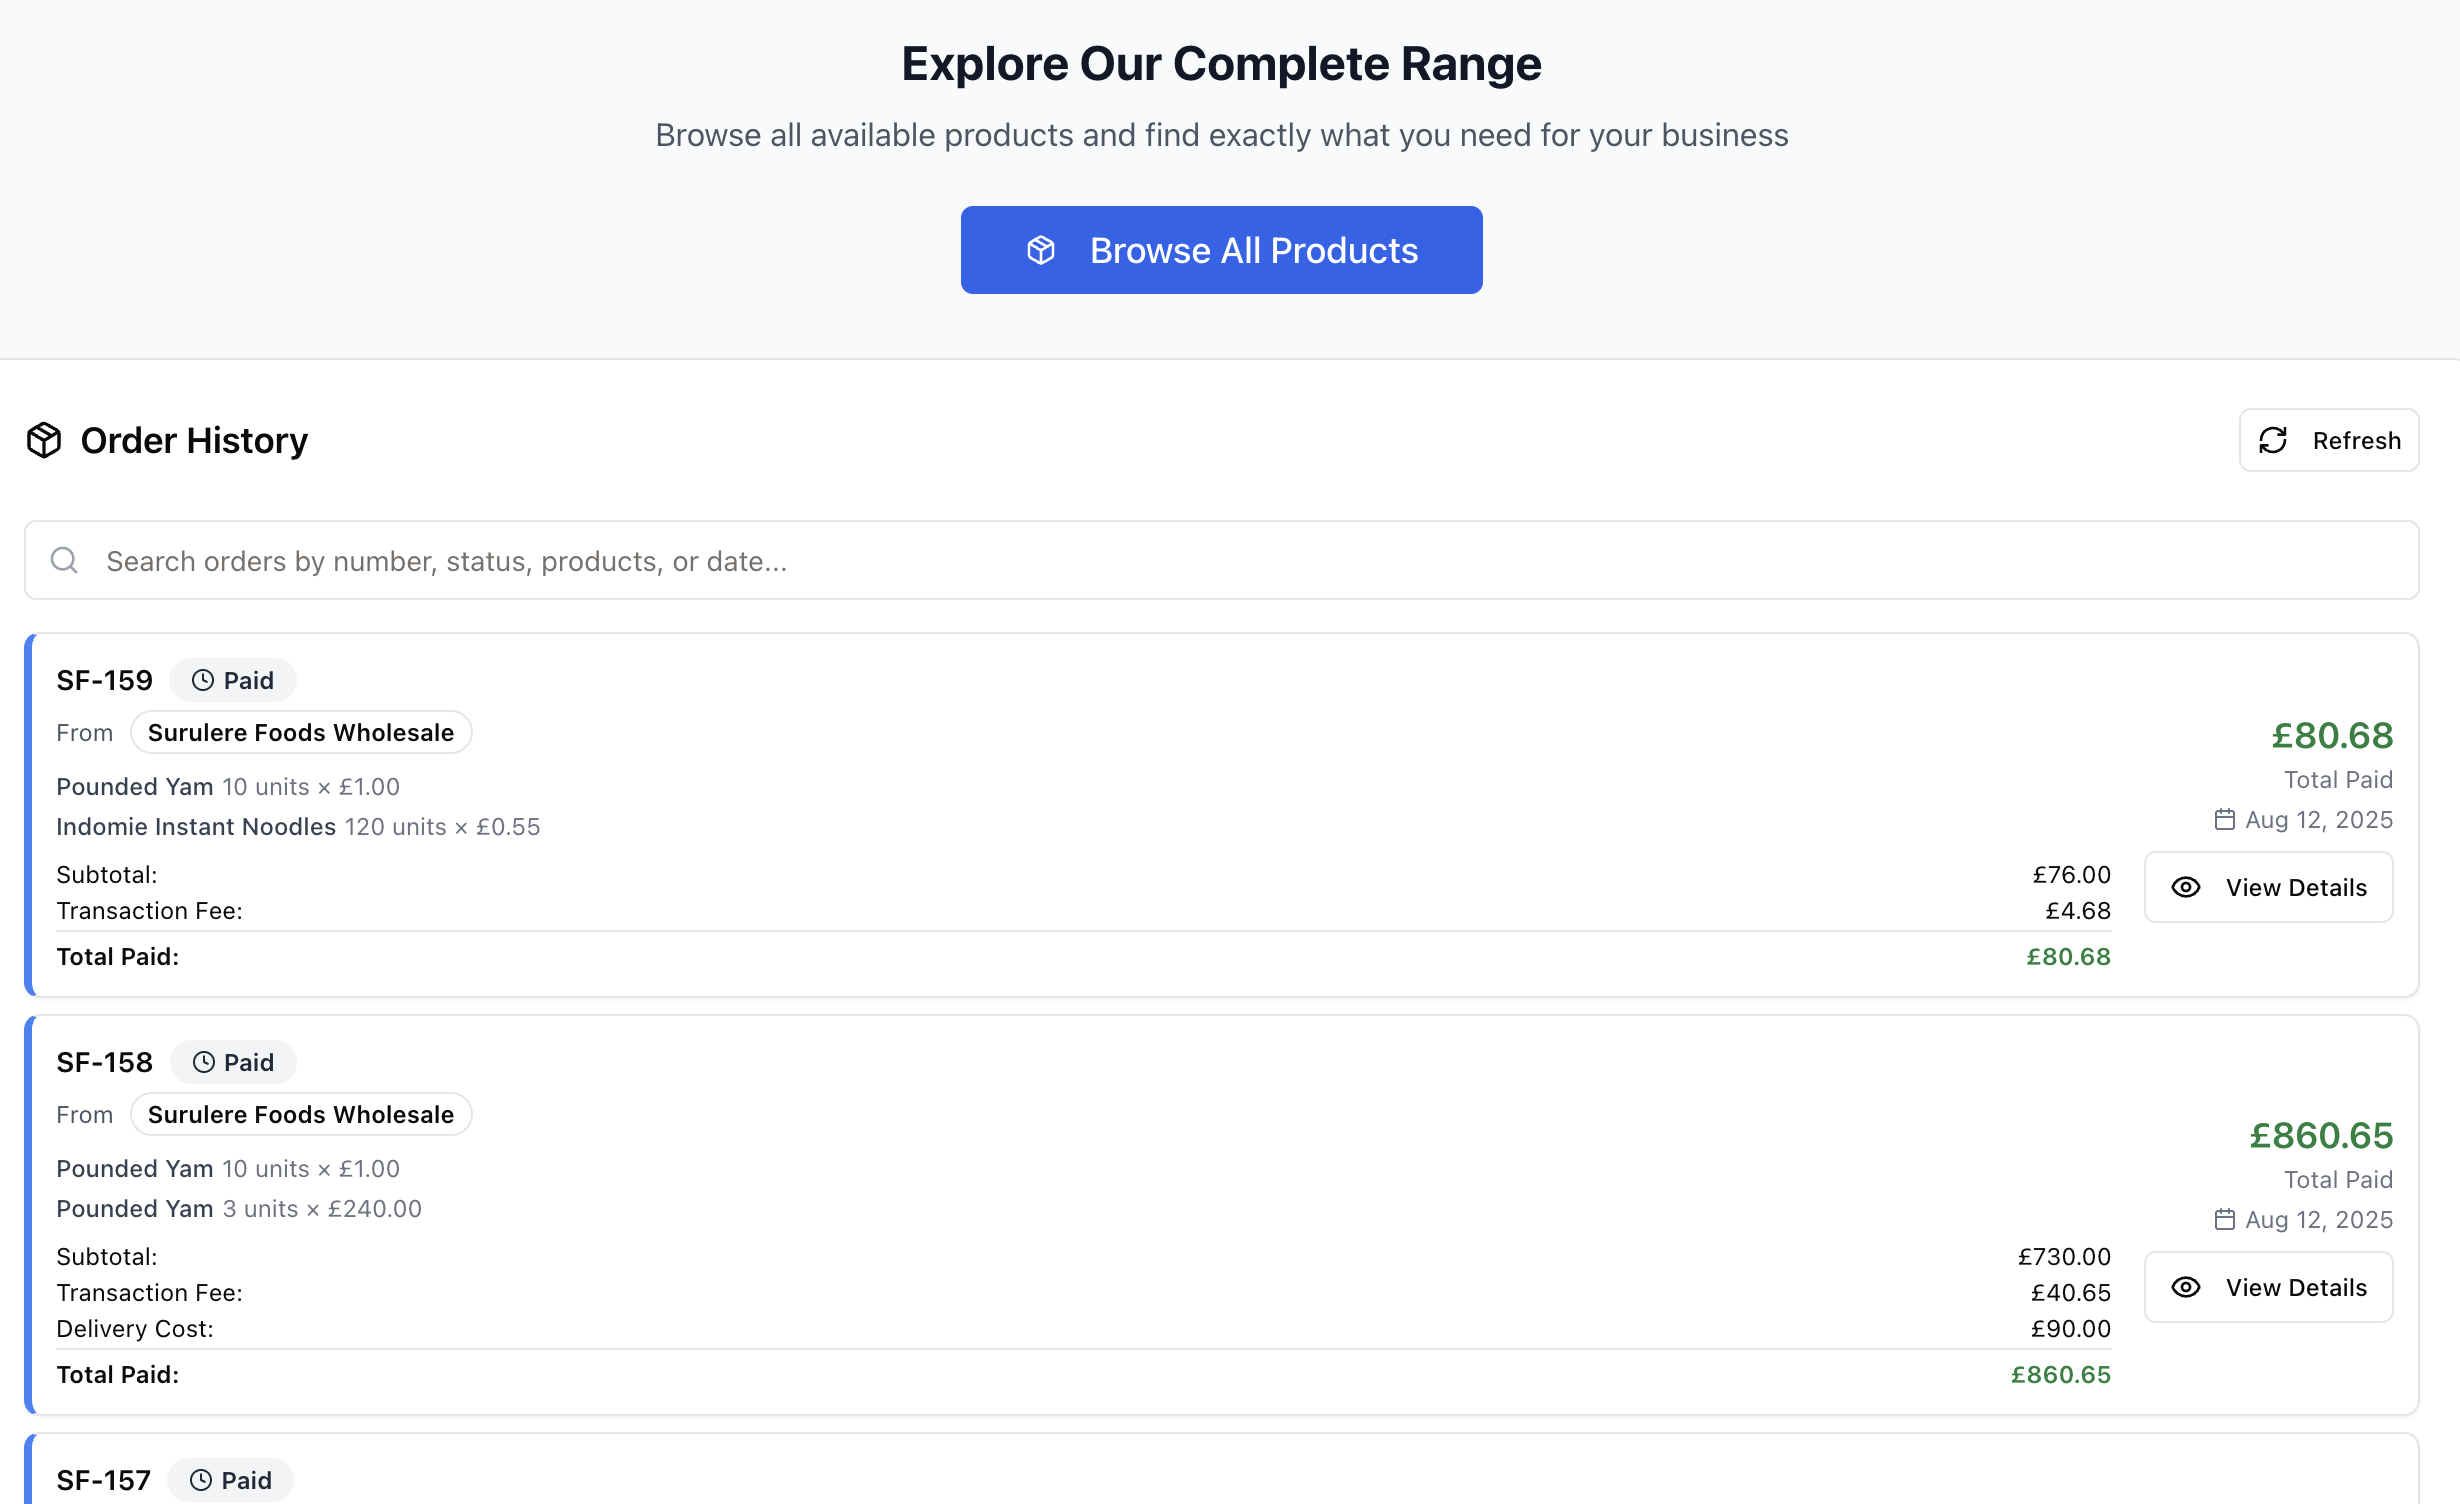 Explore Our Complete Range
Browse all available products and find exactly what you need for your business
Browse All Products
Order History
Refresh
Search orders by number, status, products, or date...
SF-159 Paid
From Surulere Foods Wholesale
£80.68
Total Paid
Pounded Yam 10 units × £1.00
Aug 12, 2025
Indomie Instant Noodles 120 units × £0.55
Subtotal: £76.00
View Details
Transaction Fee: £4.68
Total Paid: £80.68
SF-158 Paid
From Surulere Foods Wholesale
£860.65
Total Paid
Pounded Yam 10 units × £1.00
Aug 12, 2025
Pounded Yam 3 units × £240.00
Subtotal: £730.00
View Details
Transaction Fee: £40.65
Delivery Cost: £90.00
Total Paid: £860.65
SF-157 Paid